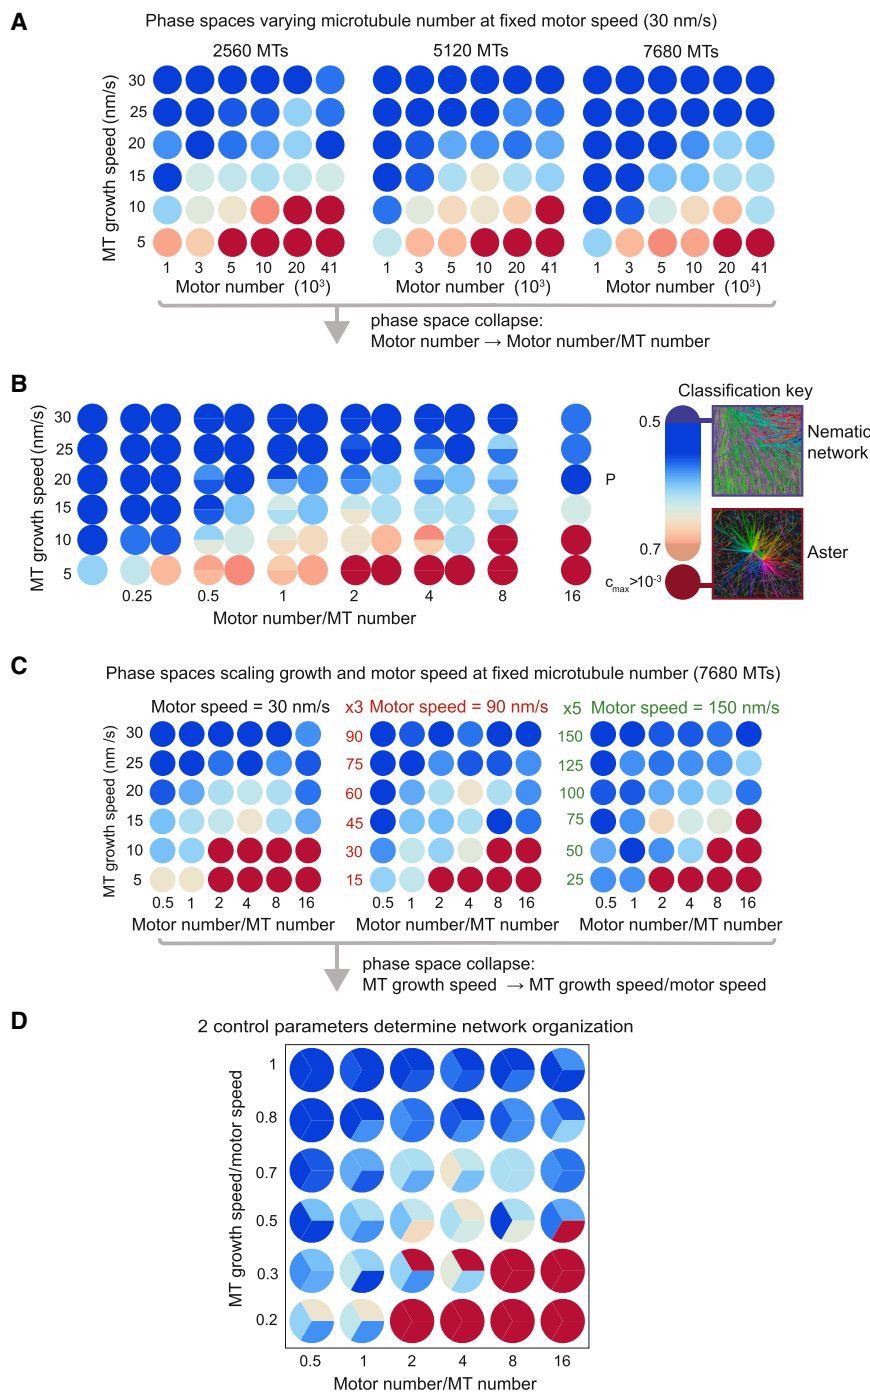 A
Phase spaces varying microtubule number at fixed motor speed (30 nm/s)
2560 MTs 5120 MTs 7680 MTs
MT growth speed (nm/s)
30
25
20
15
10
5
1 3 5 10 20 41 1 3 5 10 20 41 1 3 5 10 20 41
Motor number (10³) Motor number (10³) Motor number (10³)
phase space collapse:
Motor number → Motor number/MT number
B
MT growth speed (nm/s)
30
25
20
15
10
5
0.25 0.5 1 2 4 8 16
Motor number/MT number
P
Classification key
0.5
0.7
c_max>10⁻³
Nematic
network
Aster
C
Phase spaces scaling growth and motor speed at fixed microtubule number (7680 MTs)
Motor speed = 30 nm/s x3 Motor speed = 90 nm/s x5 Motor speed = 150 nm/s
MT growth speed (nm /s)
30 90 150
25 75 125
20 60 100
15 45 75
10 30 50
5 15 25
0.5 1 2 4 8 16 0.5 1 2 4 8 16 0.5 1 2 4 8 16
Motor number/MT number Motor number/MT number Motor number/MT number
phase space collapse:
MT growth speed → MT growth speed/motor speed
D
2 control parameters determine network organization
MT growth speed/motor speed
1
0.8
0.7
0.5
0.3
0.2
0.5 1 2 4 8 16
Motor number/MT number